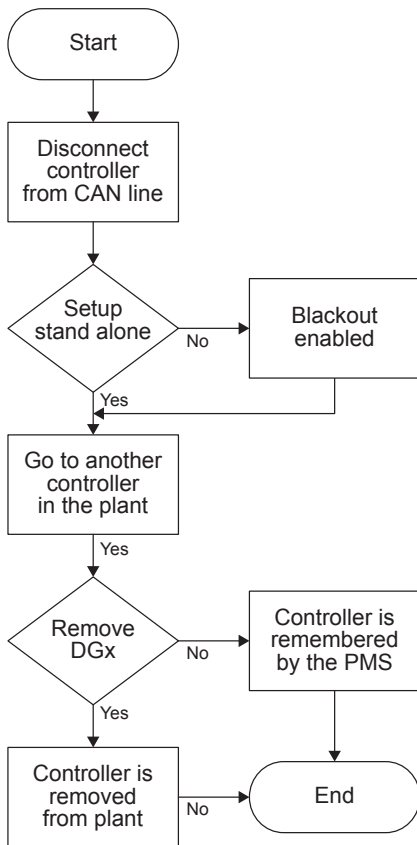 Start
Disconnect
controller
from CAN line
Setup
stand alone
No
Blackout
enabled
Yes
Go to another
controller
in the plant
Yes
Remove
DGx
No
Controller is
remembered
by the PMS
Yes
Controller is
removed
from plant
No
End